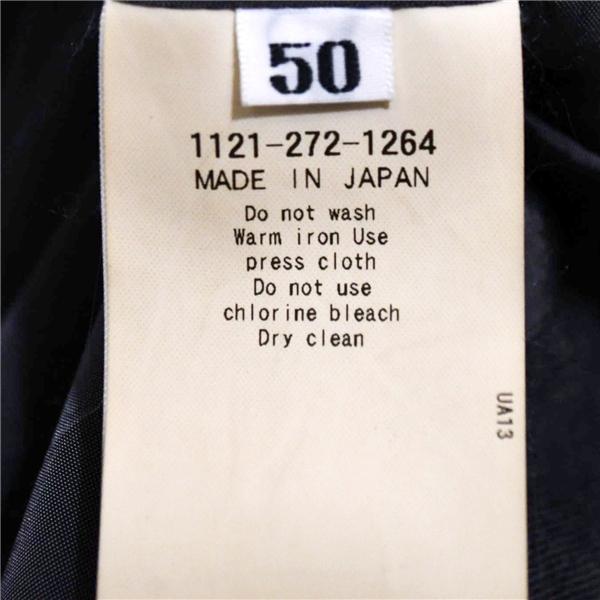 50
1121-272-1264
MADE IN JAPAN
Do not wash
Warm iron Use
press cloth
Do not use
chlorine bleach
Dry clean
UA13